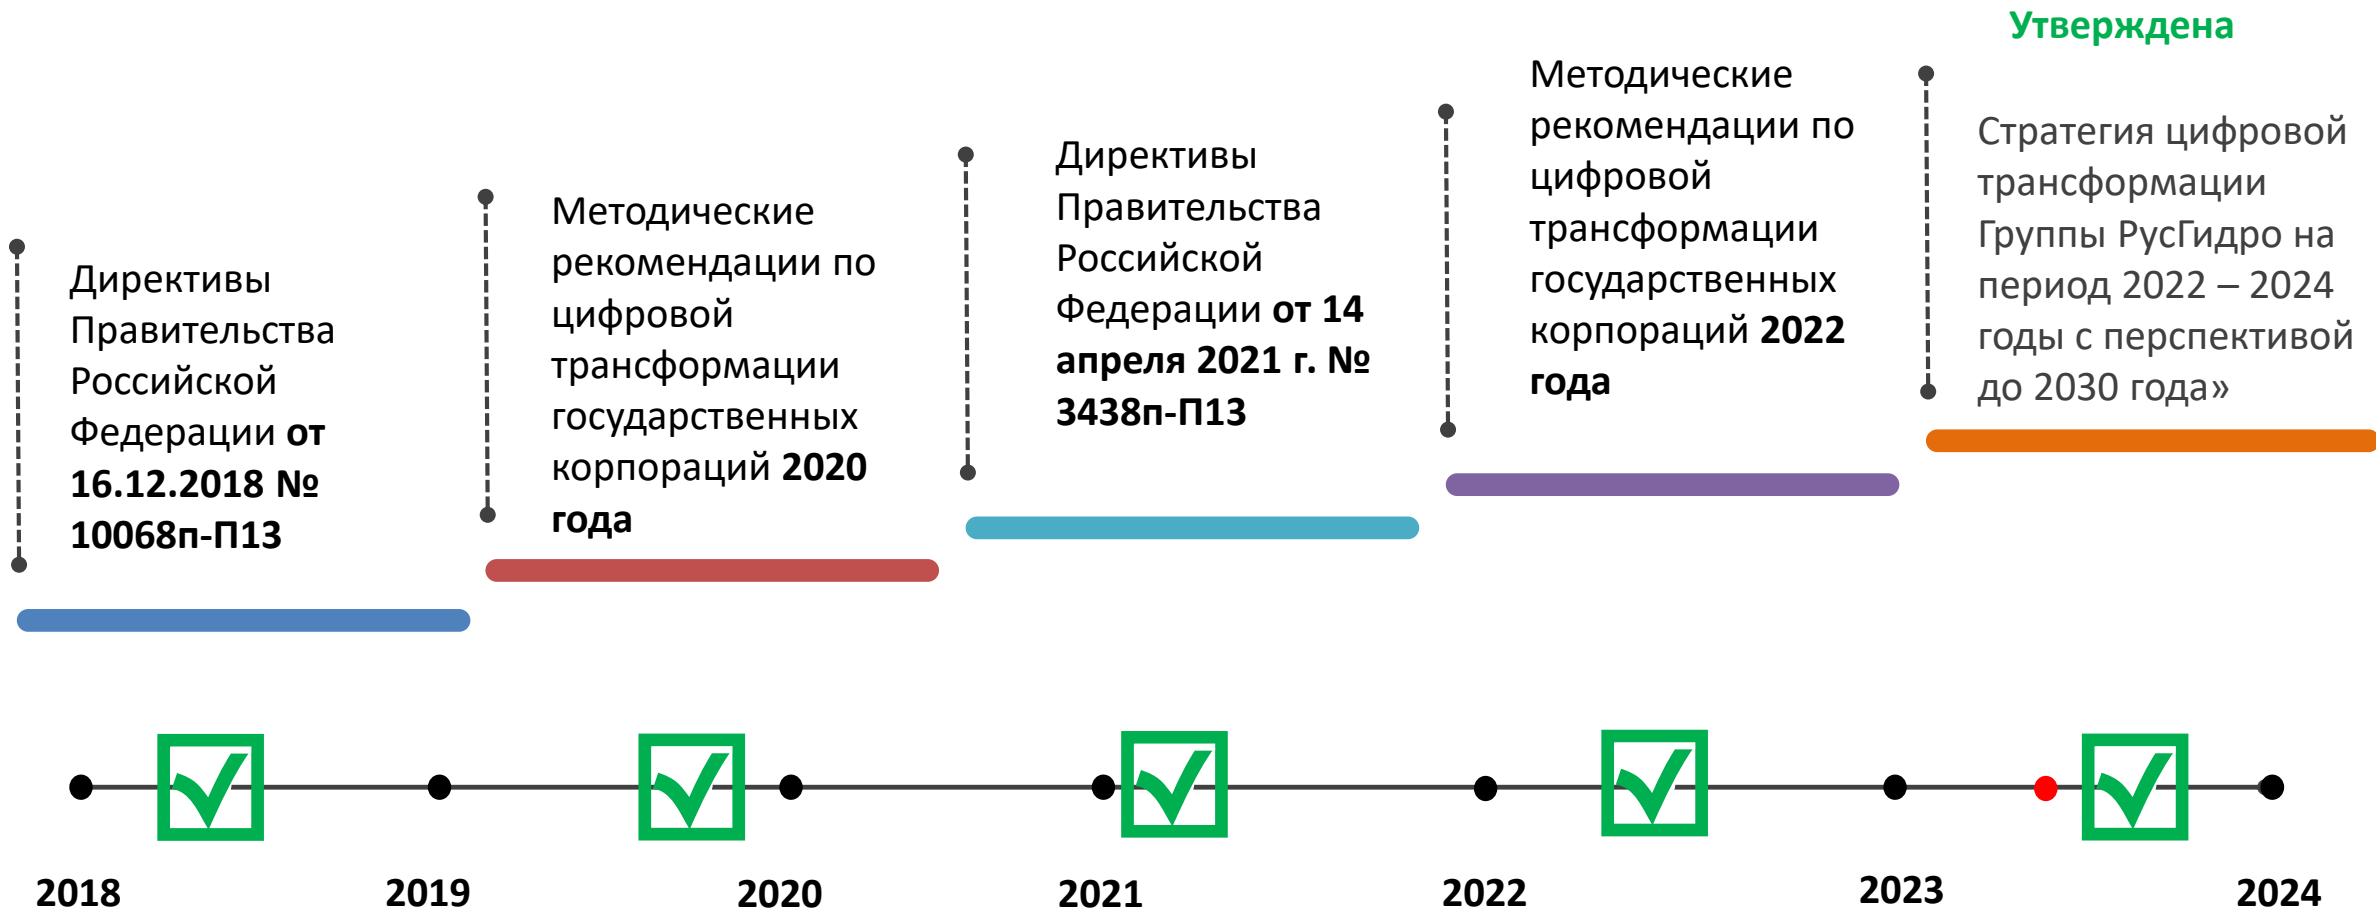 Директивы
Правительства
Российской
Федерации от
16.12.2018 №
10068п-П13
Методические
рекомендации по
цифровой
трансформации
государственных
корпораций 2020
года
Директивы
Правительства
Российской
Федерации от 14
апреля 2021 г. №
3438п-П13
Методические
рекомендации по
цифровой
трансформации
государственных
корпораций 2022
года
Утверждена
Стратегия цифровой
трансформации
Группы РусГидро на
период 2022 – 2024
годы с перспективой
до 2030 года»
2018
2019
2020
2021
2022
2023
2024